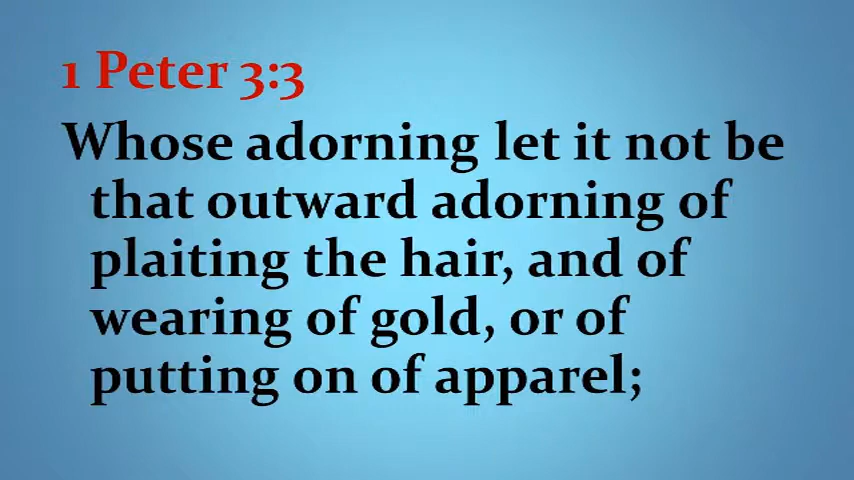 1 Peter 3:3
Whose adorning let it not be
that outward adorning of
plaiting the hair, and of
wearing of gold, or of
putting on of apparel;